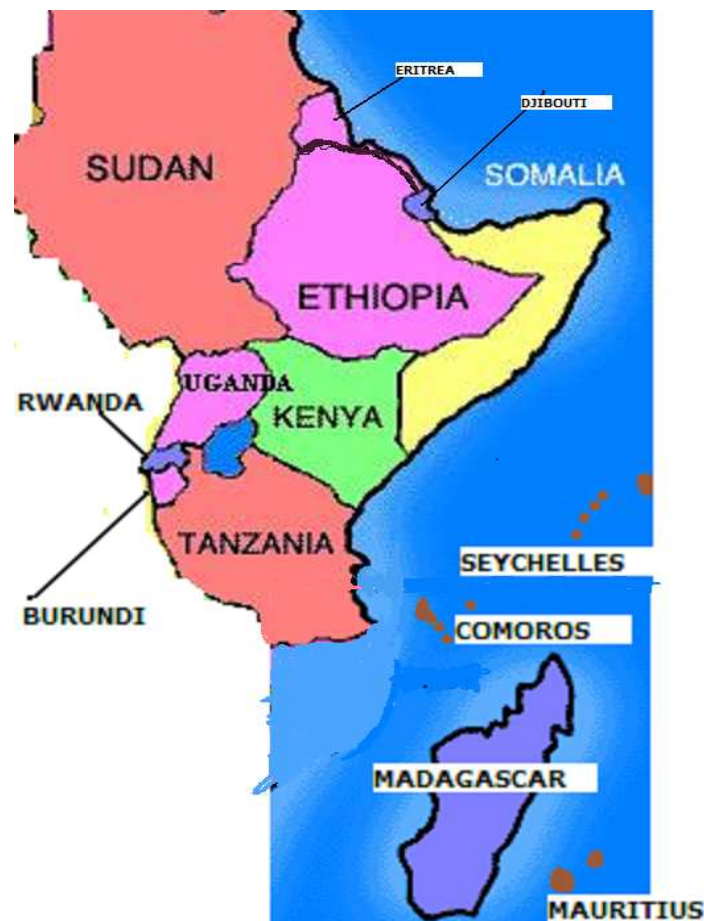 ERITREA
DJIBOUTI
SUDAN
SOMALIA
ETHIOPIA
UGANDA
RWANDA
KENYA
TANZANIA
SEYCHELLES
BURUNDI
COMOROS
MADAGASCAR
MAURITIUS